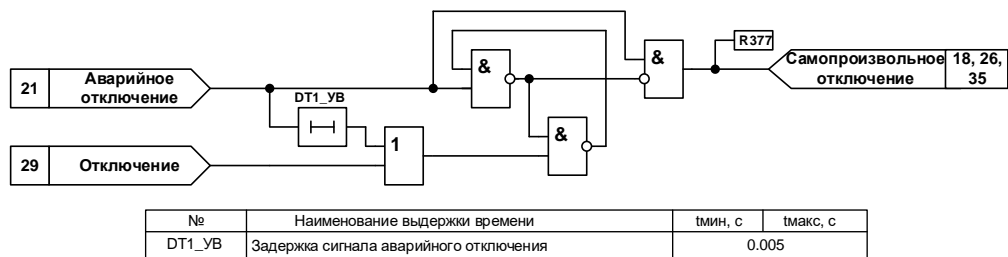 21 Аварийное отключение
DT1_УВ
29 Отключение
1
&
&
&
R377
Самопроизвольное отключение 18, 26, 35
№ Наименование выдержки времени tмин, с tмакс, с
DT1_УВ Задержка сигнала аварийного отключения 0.005